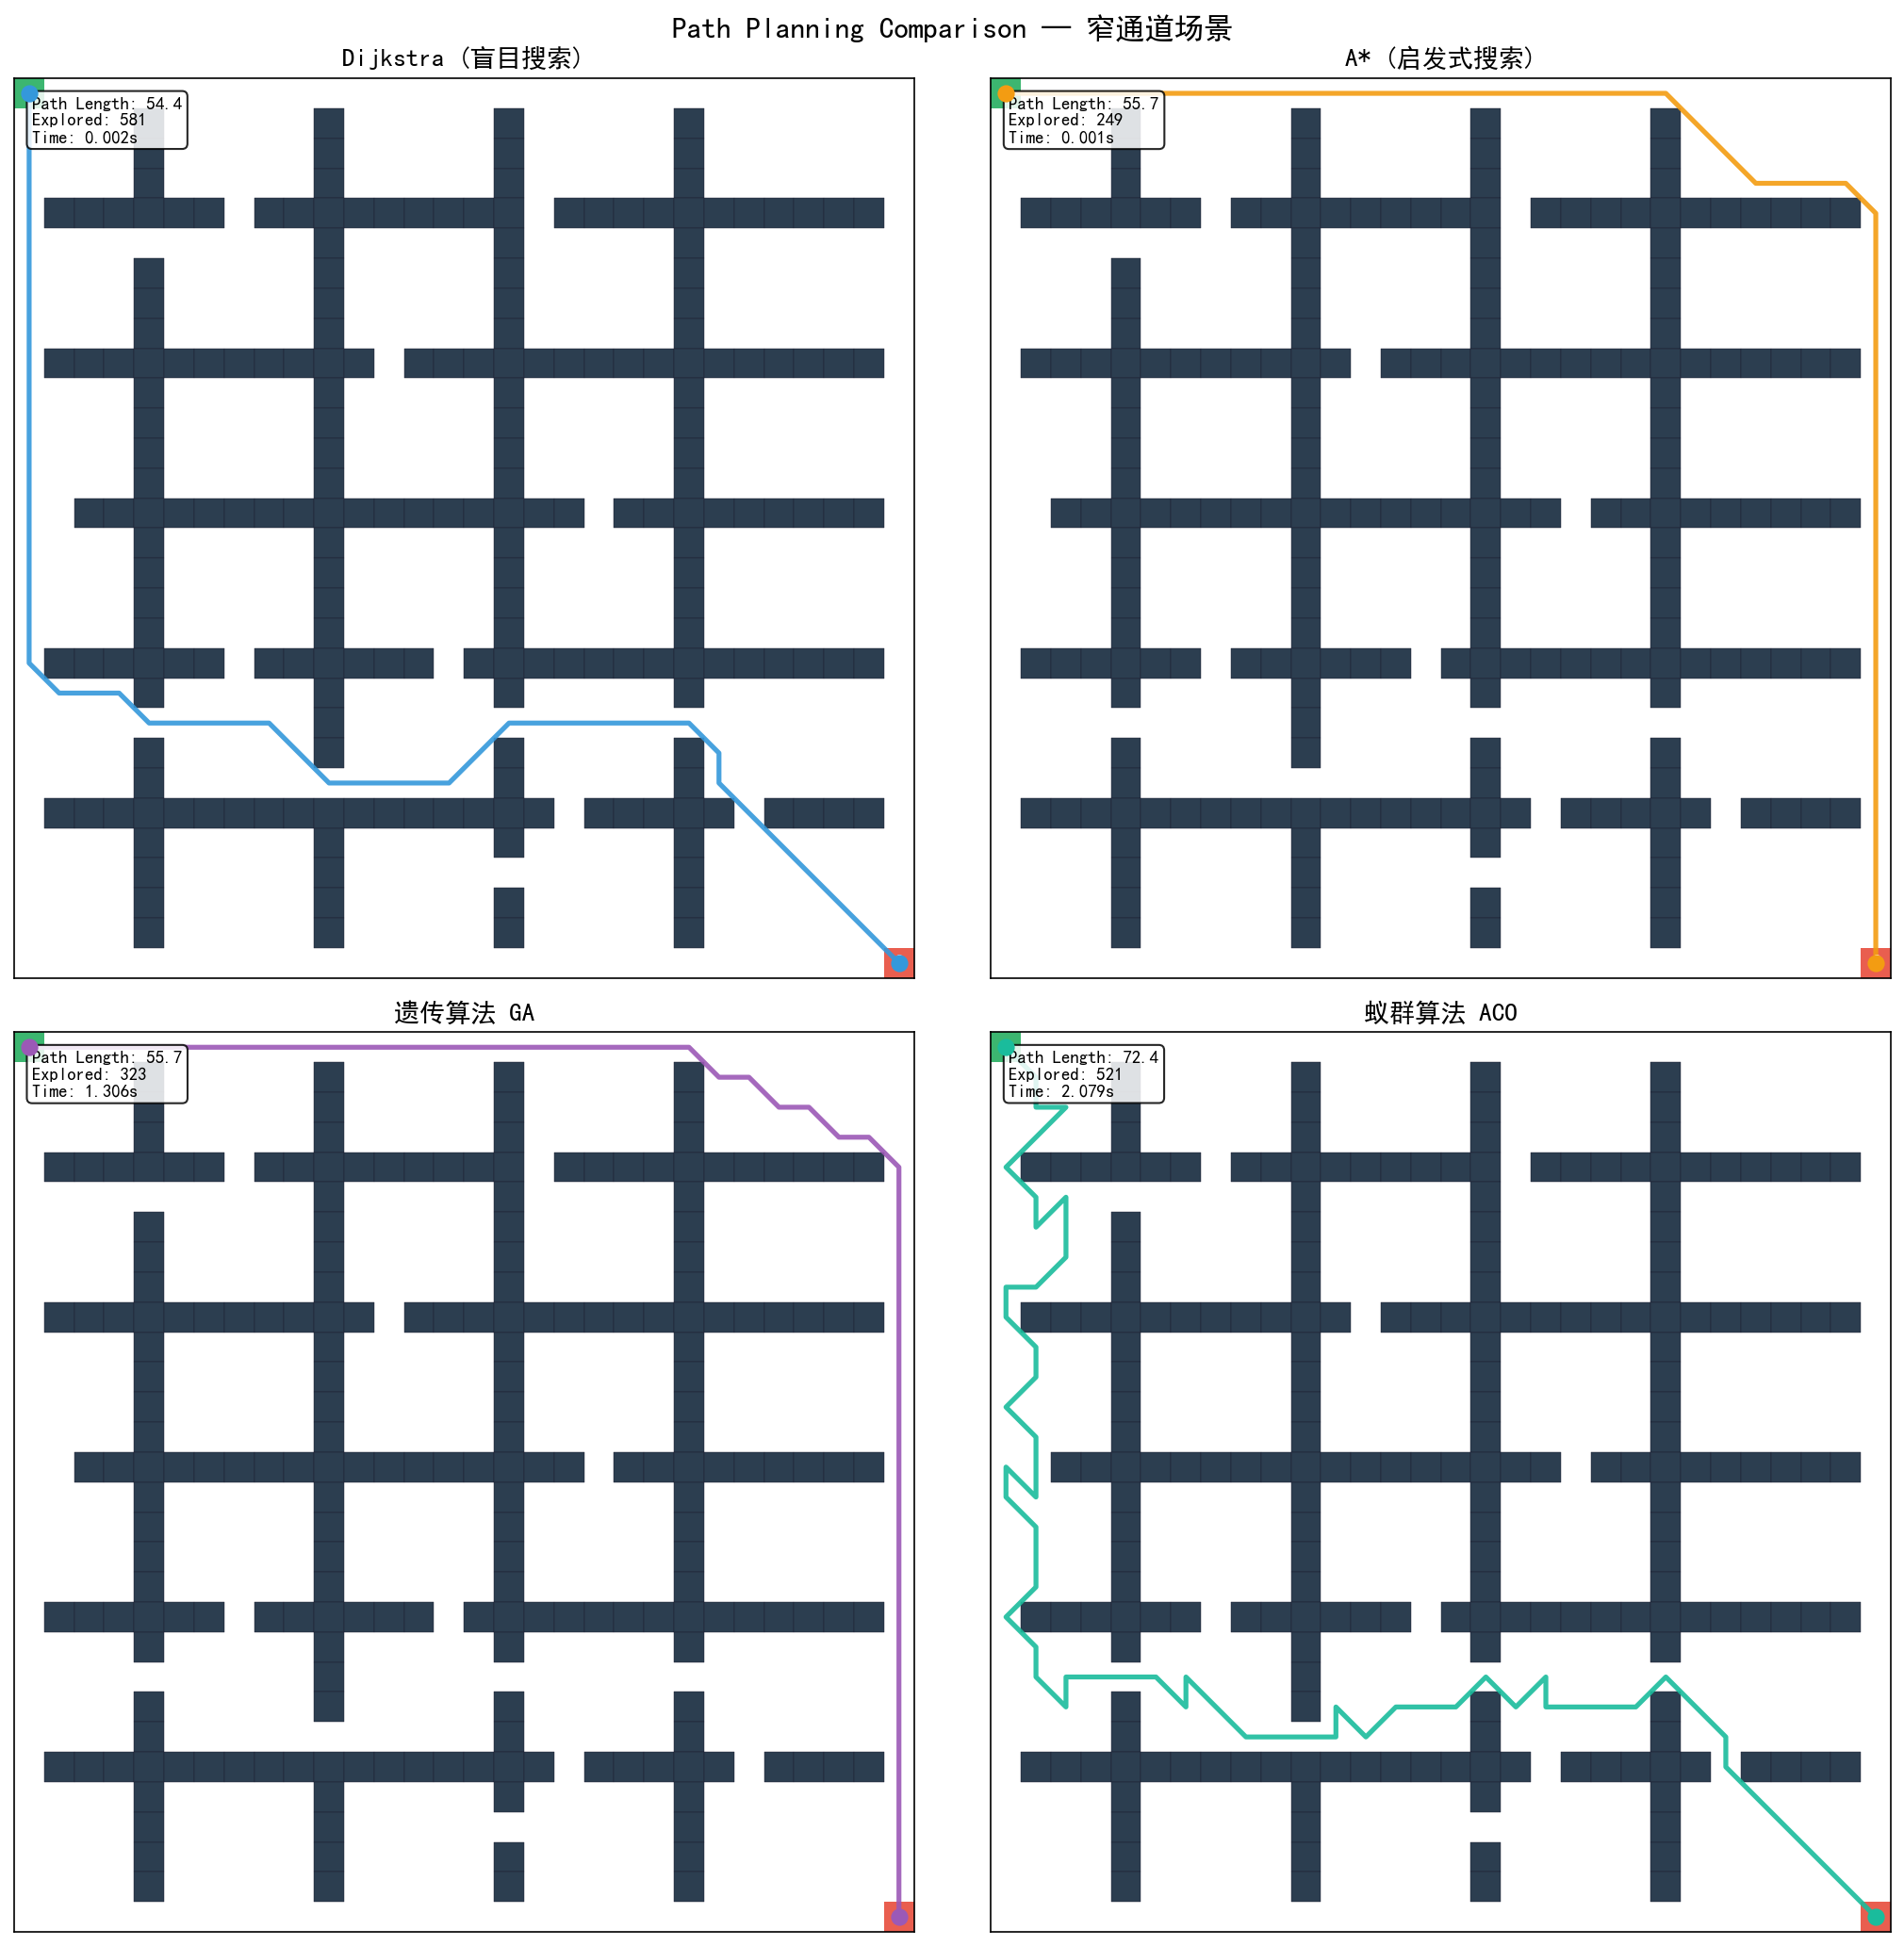 Path Planning Comparison — 窄通道场景
Dijkstra (盲目搜索)
Path Length: 54.4
Explored: 581
Time: 0.002s
A* (启发式搜索)
Path Length: 55.7
Explored: 249
Time: 0.001s
遗传算法 GA
Path Length: 55.7
Explored: 323
Time: 1.306s
蚁群算法 ACO
Path Length: 72.4
Explored: 521
Time: 2.079s